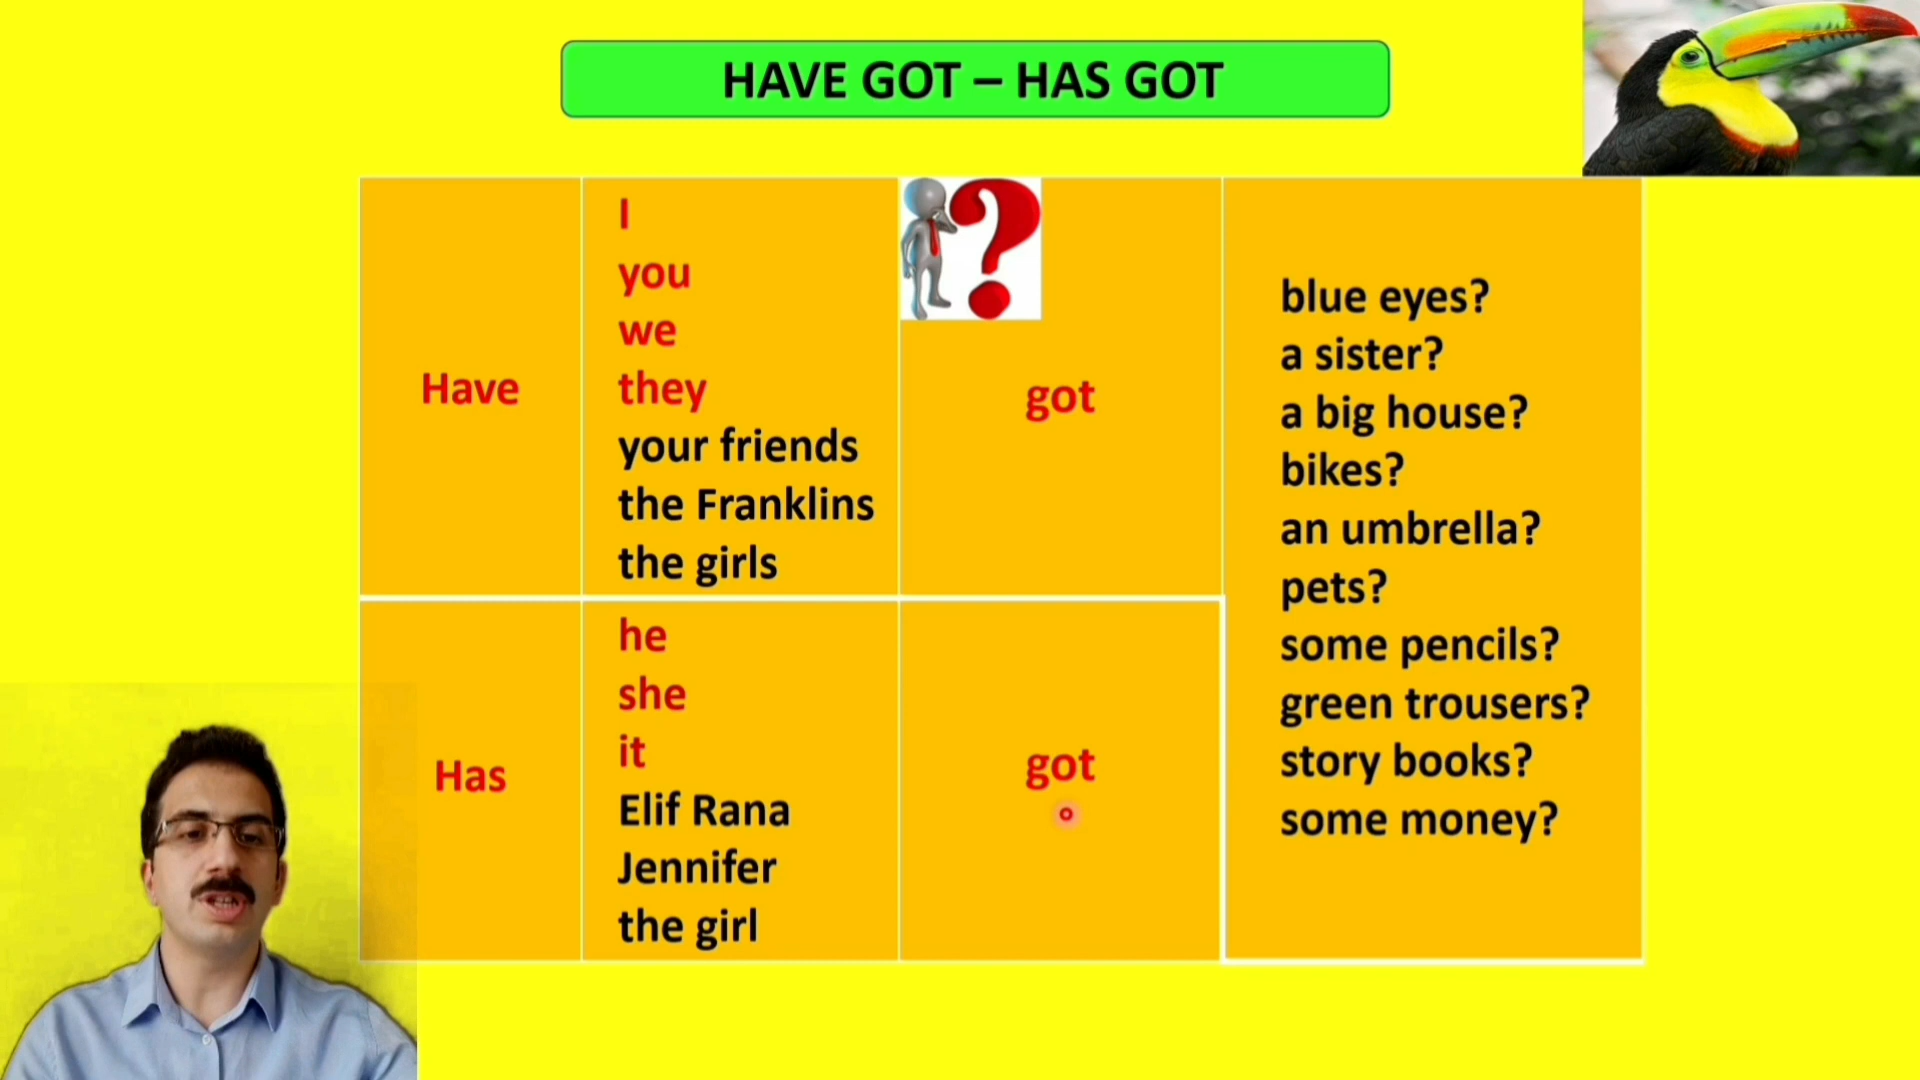 HAVE GOT – HAS GOT
Have
I
you
we
they
your friends
the Franklins
the girls
got
Has
he
she
it
Elif Rana
Jennifer
the girl
got
blue eyes?
a sister?
a big house?
bikes?
an umbrella?
pets?
some pencils?
green trousers?
story books?
some money?